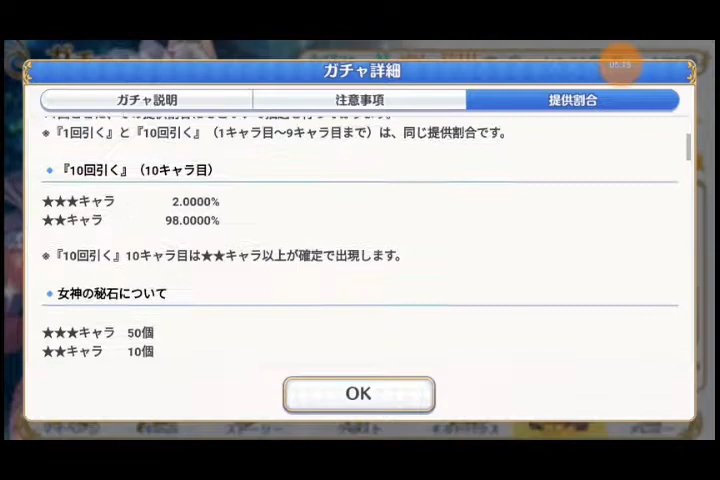 ガチャ詳細
ガチャ説明 注意事項 提供割合
※『1回引く』と『10回引く』（1キャラ目～9キャラ目まで）は、同じ提供割合です。
『10回引く』（10キャラ目）
★★★キャラ 2.0000%
★★キャラ 98.0000%
※『10回引く』10キャラ目は★★キャラ以上が確定で出現します。
女神の秘石について
★★★キャラ 50個
★★キャラ 10個
OK